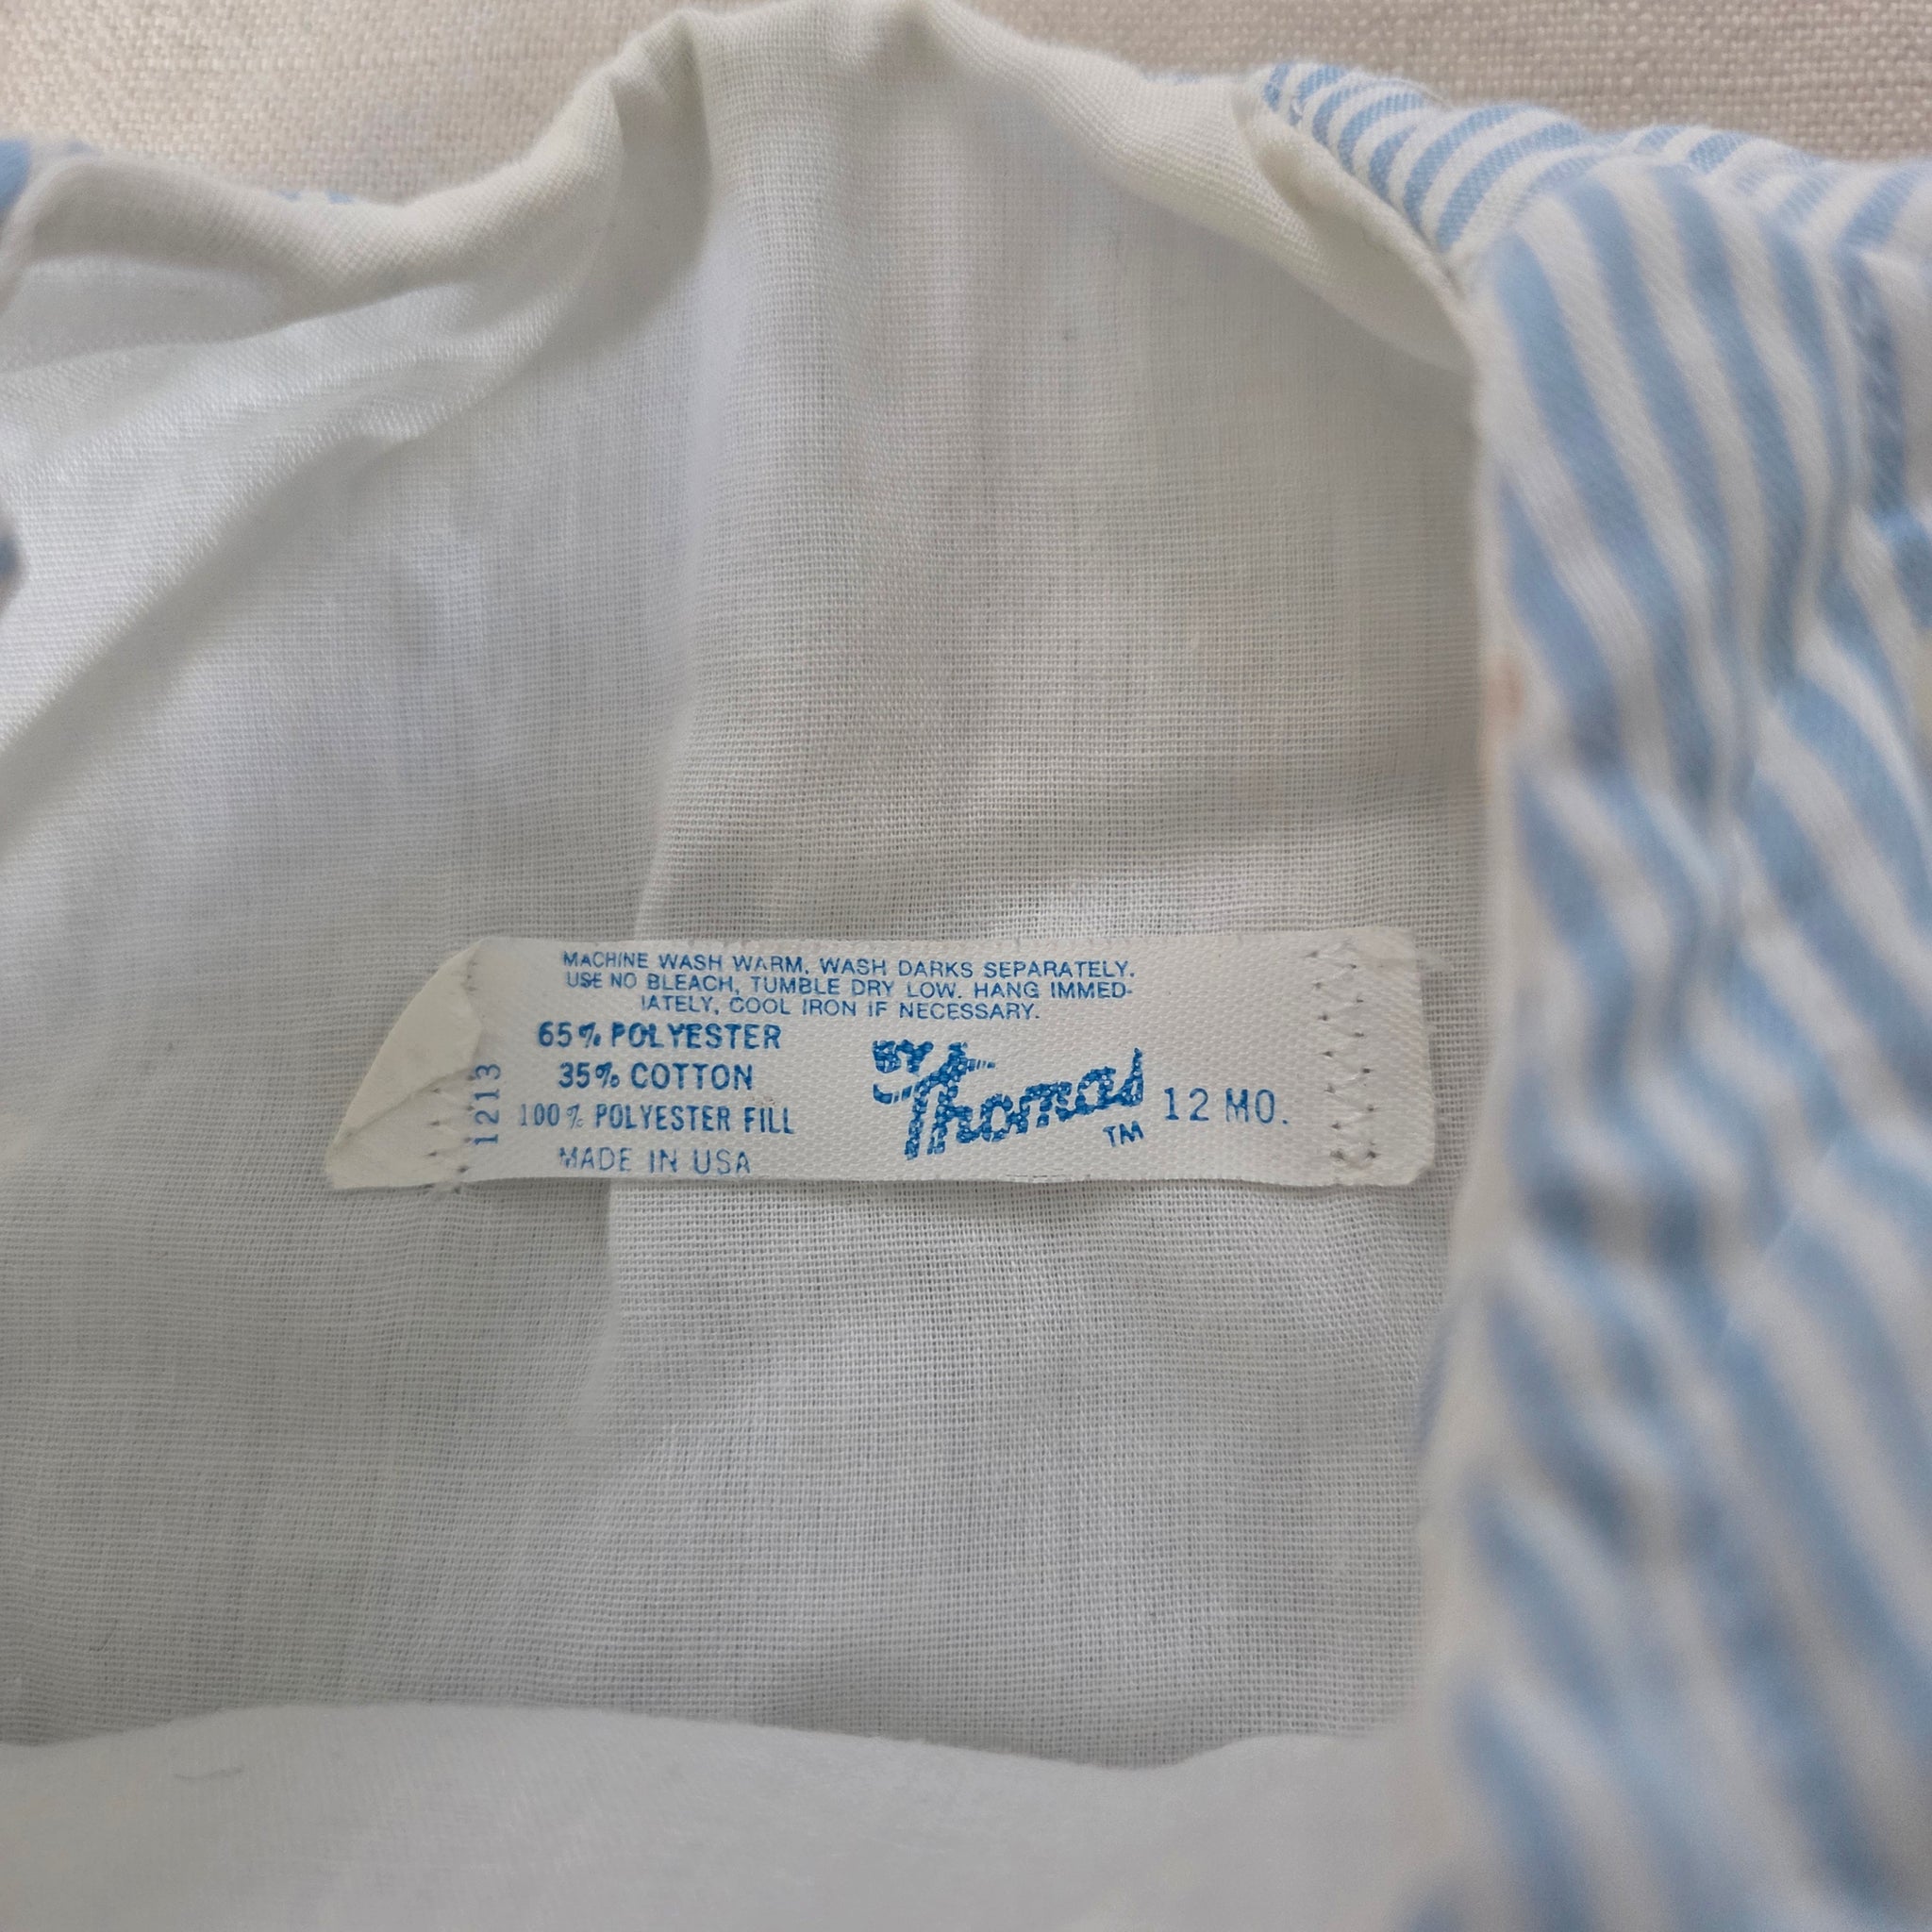 MACHINE WASH WARM, WASH DARKS SEPARATELY.
USE NO BLEACH, TUMBLE DRY LOW. HANG IMMED-
IATELY, COOL IRON IF NECESSARY.
65% POLYESTER
35% COTTON
100% POLYESTER FILL
MADE IN USA
1213
BY
Thomas
TM
12 MO.